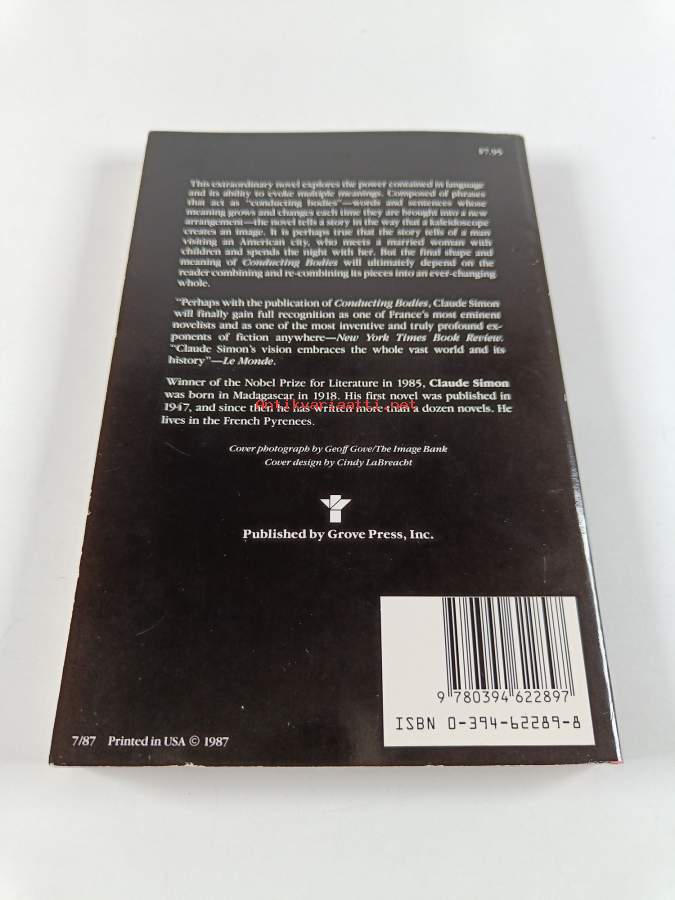 $7.95
This extraordinary novel explores the power contained in language
and its ability to evoke multiple meanings. Composed of phrases
that act as "conducting bodies"—words and sentences whose
meaning grows and changes each time they are brought into a new
arrangement—the novel tells a story in the way that a kaleidoscope
creates an image. It is perhaps true that the story tells of a man
visiting an American city, who meets a married woman with
children and spends the night with her. But the final shape and
meaning of Conducting Bodies will ultimately depend on the
reader combining and re-combining its pieces into an ever-changing
whole.
"Perhaps with the publication of Conducting Bodies, Claude Simon
will finally gain full recognition as one of France's most eminent
novelists and as one of the most inventive and truly profound ex-
ponents of fiction anywhere—New York Times Book Review.
"Claude Simon's vision embraces the whole vast world and its
history"—Le Monde.
Winner of the Nobel Prize for Literature in 1985, Claude Simon
was born in Madagascar in 1918. His first novel was published in
1947, and since then he has written more than a dozen novels. He
lives in the French Pyrenees.
Antikvariaatti.net
Cover photograph by Geoff Gove/The Image Bank
Cover design by Cindy LaBreacht
Published by Grove Press, Inc.
9 780394 622897
ISBN 0-394-62289-8
7/87 Printed in USA © 1987